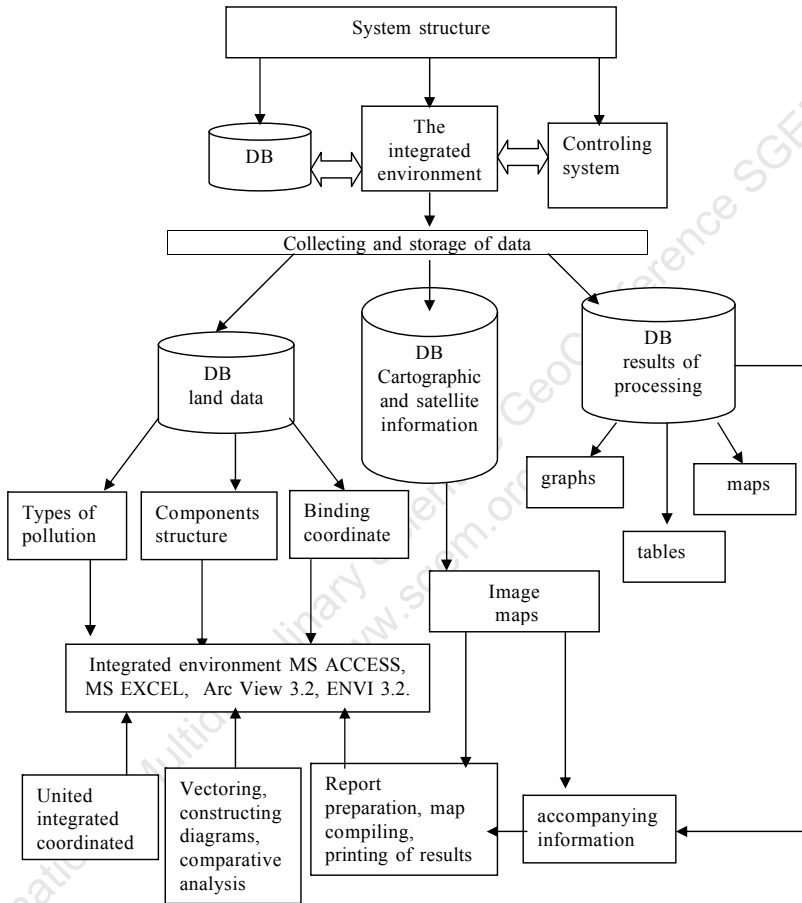 System structure
DB
The
integrated
environment
Controling
system
Collecting and storage of data
DB
land data
DB
Cartographic
and satellite
information
DB
results of
processing
graphs
tables
maps
Types of
pollution
Components
structure
Binding
coordinate
Image
maps
Integrated environment MS ACCESS,
MS EXCEL, Arc View 3.2, ENVI 3.2.
United
integrated
coordinated
Vectoring,
constructing
diagrams,
comparative
analysis
Report
preparation, map
compiling,
printing of results
accompanying
information